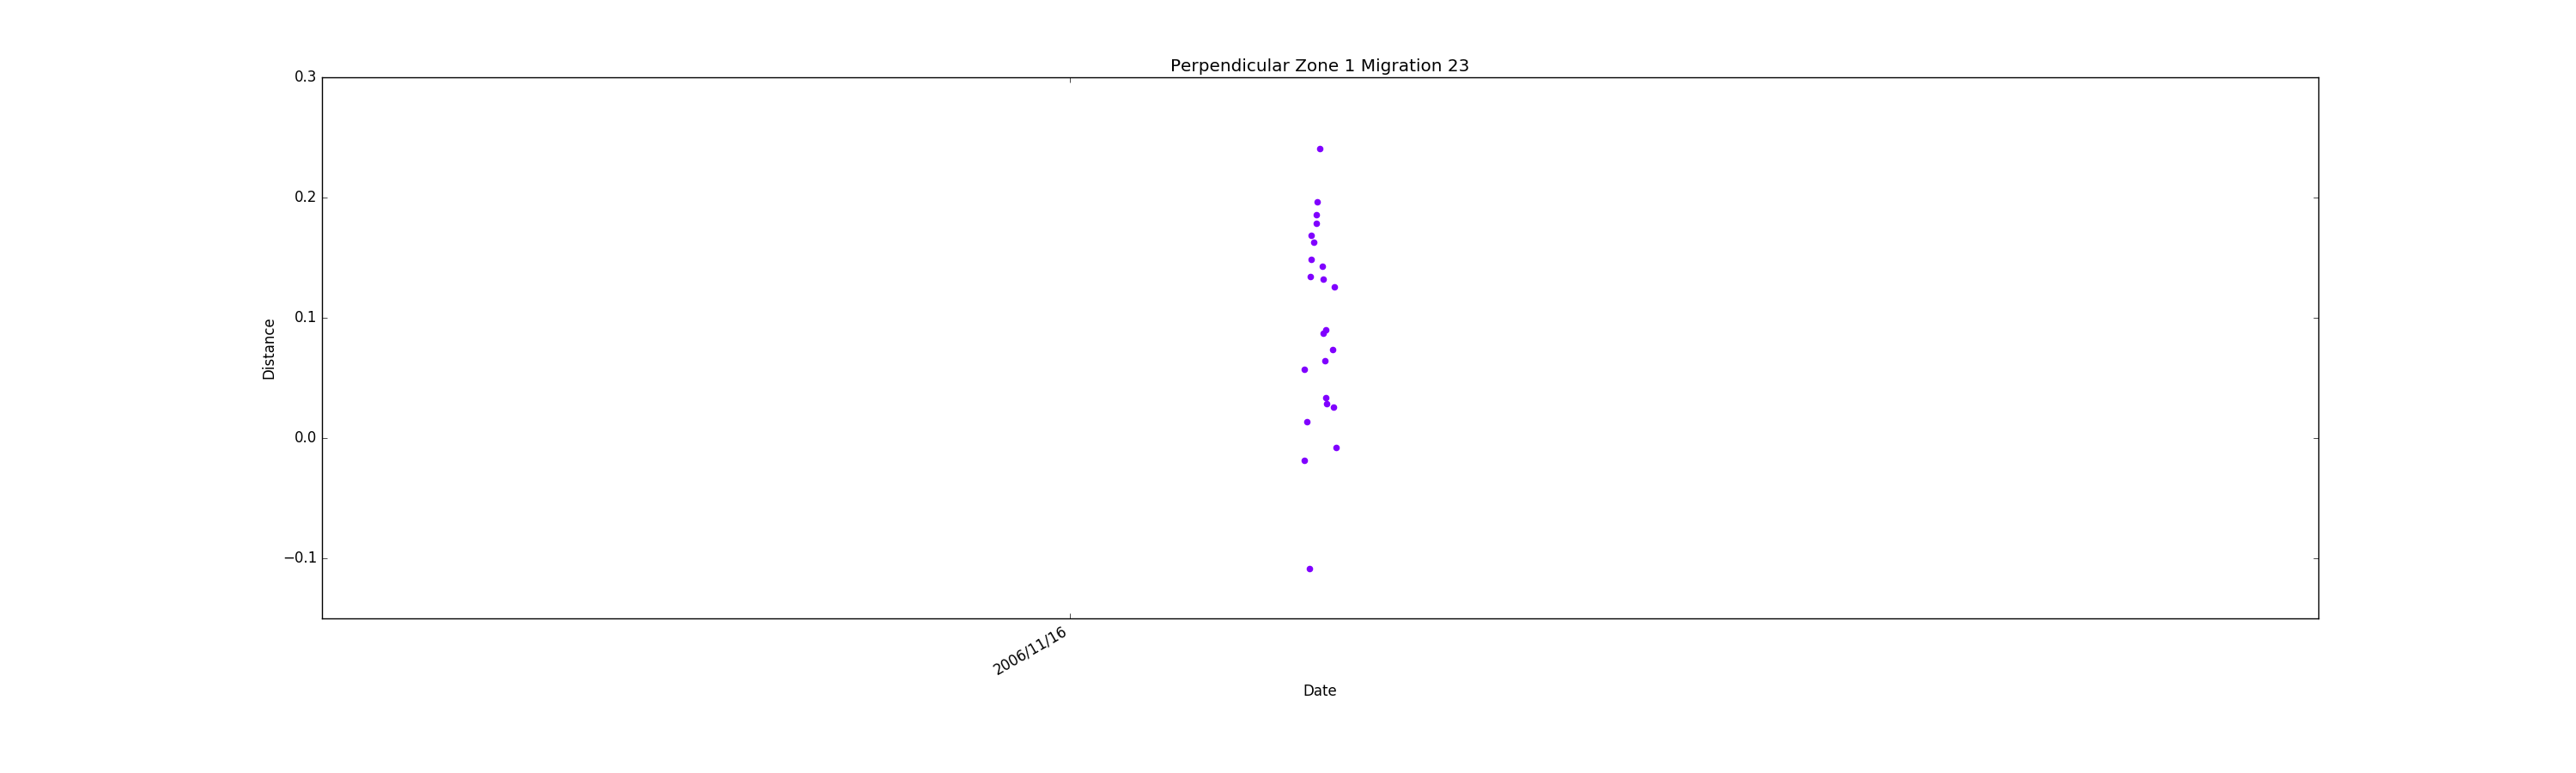 Perpendicular Zone 1 Migration 23
0.3
0.2
0.1
0.0
−0.1
Distance
2006/11/16
Date